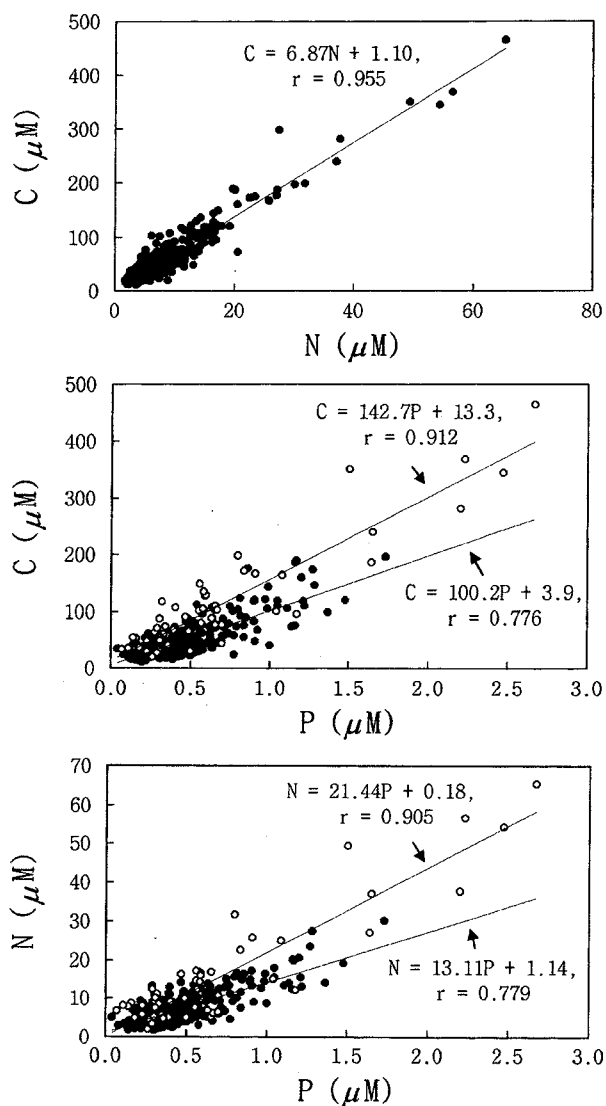 500
C = 6.87N + 1.10,
r = 0.955
400
300
200
100
0
C (μM)
0 20 40 60 80
N (μM)
500
C = 142.7P + 13.3,
r = 0.912
400
300
200
C = 100.2P + 3.9,
r = 0.776
100
0
C (μM)
0.0 0.5 1.0 1.5 2.0 2.5 3.0
P (μM)
70
N = 21.44P + 0.18,
r = 0.905
60
50
40
30
20
N = 13.11P + 1.14,
r = 0.779
10
0
N (μM)
0.0 0.5 1.0 1.5 2.0 2.5 3.0
P (μM)